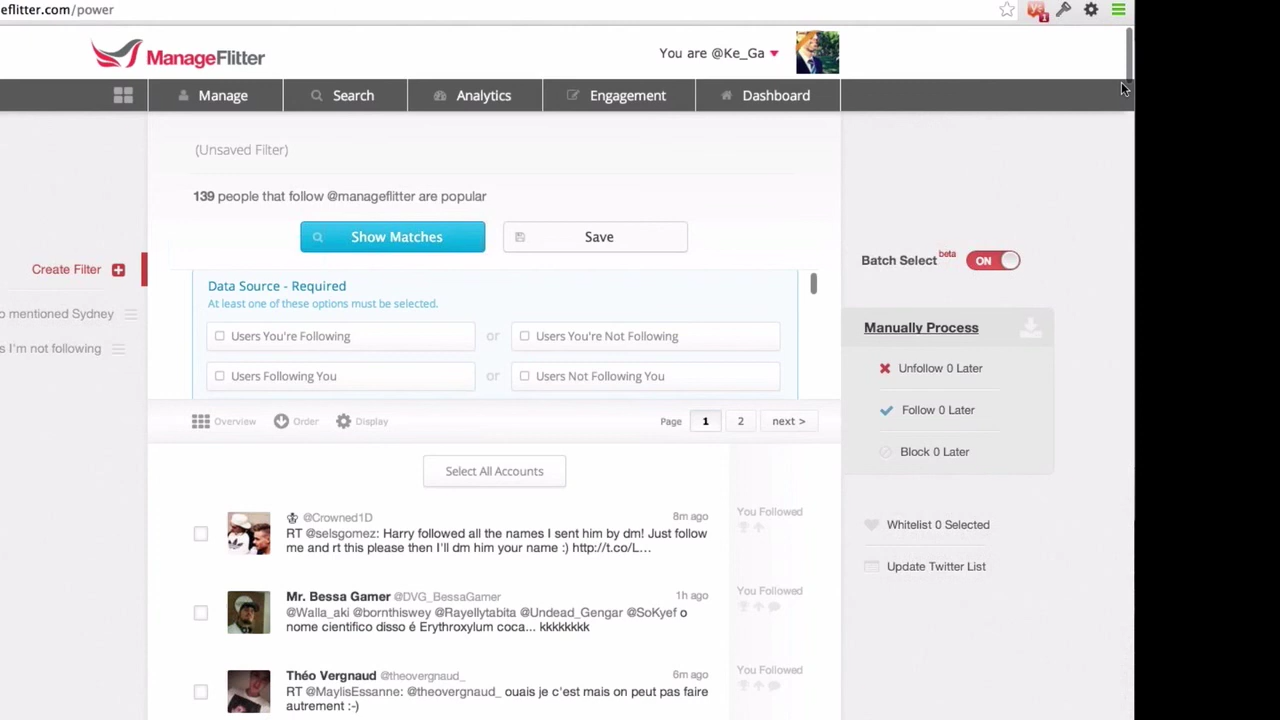 eflitter.com/power
1
ManageFlitter
You are @Ke_Ga
Manage
Search
Analytics
Engagement
Dashboard
(Unsaved Filter)
139 people that follow @manageflitter are popular
Show Matches
Save
Create Filter
o mentioned Sydney
s I'm not following
Data Source - Required
At least one of these options must be selected.
Users You're Following
or
Users You're Not Following
Users Following You
or
Users Not Following You
Batch Select beta
ON
Manually Process
Unfollow 0 Later
Follow 0 Later
Block 0 Later
Whitelist 0 Selected
Update Twitter List
Overview
Order
Display
Page
1
2
next >
Select All Accounts
@Crowned1D
8m ago
RT @selsgomez: Harry followed all the names I sent him by dm! Just follow
me and rt this please then I'll dm him your name :) http://t.co/L...
You Followed
Mr. Bessa Gamer @DVG_BessaGamer
1h ago
@Walla_aki @bornthiswey @Rayellytabita @Undead_Gengar @SoKyef o
nome cientifico disso é Erythroxylum coca... kkkkkkkk
You Followed
Théo Vergnaud @theovergnaud_
6m ago
RT @MaylisEssanne: @theovergnaud_ ouais je c'est mais on peut pas faire
autrement :-)
You Followed